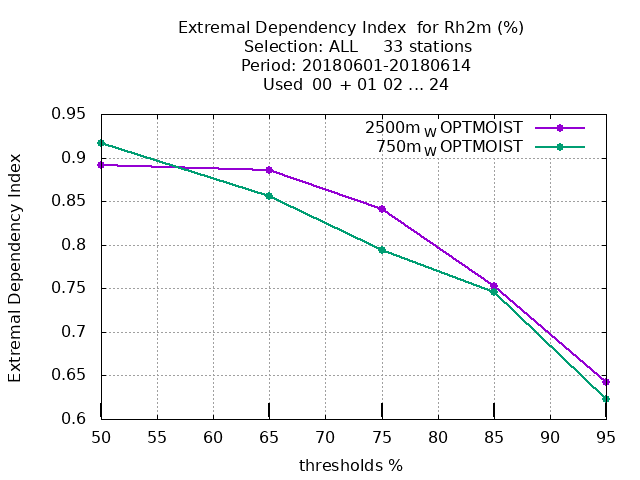 Extremal Dependency Index  for Rh2m (%)
Selection: ALL     33 stations
Period: 20180601-20180614
Used  00  + 01 02 ... 24
2500m W OPTMOIST
750m W OPTMOIST
Extremal Dependency Index
0.95
0.9
0.85
0.8
0.75
0.7
0.65
0.6
50 55 60 65 70 75 80 85 90 95
thresholds %